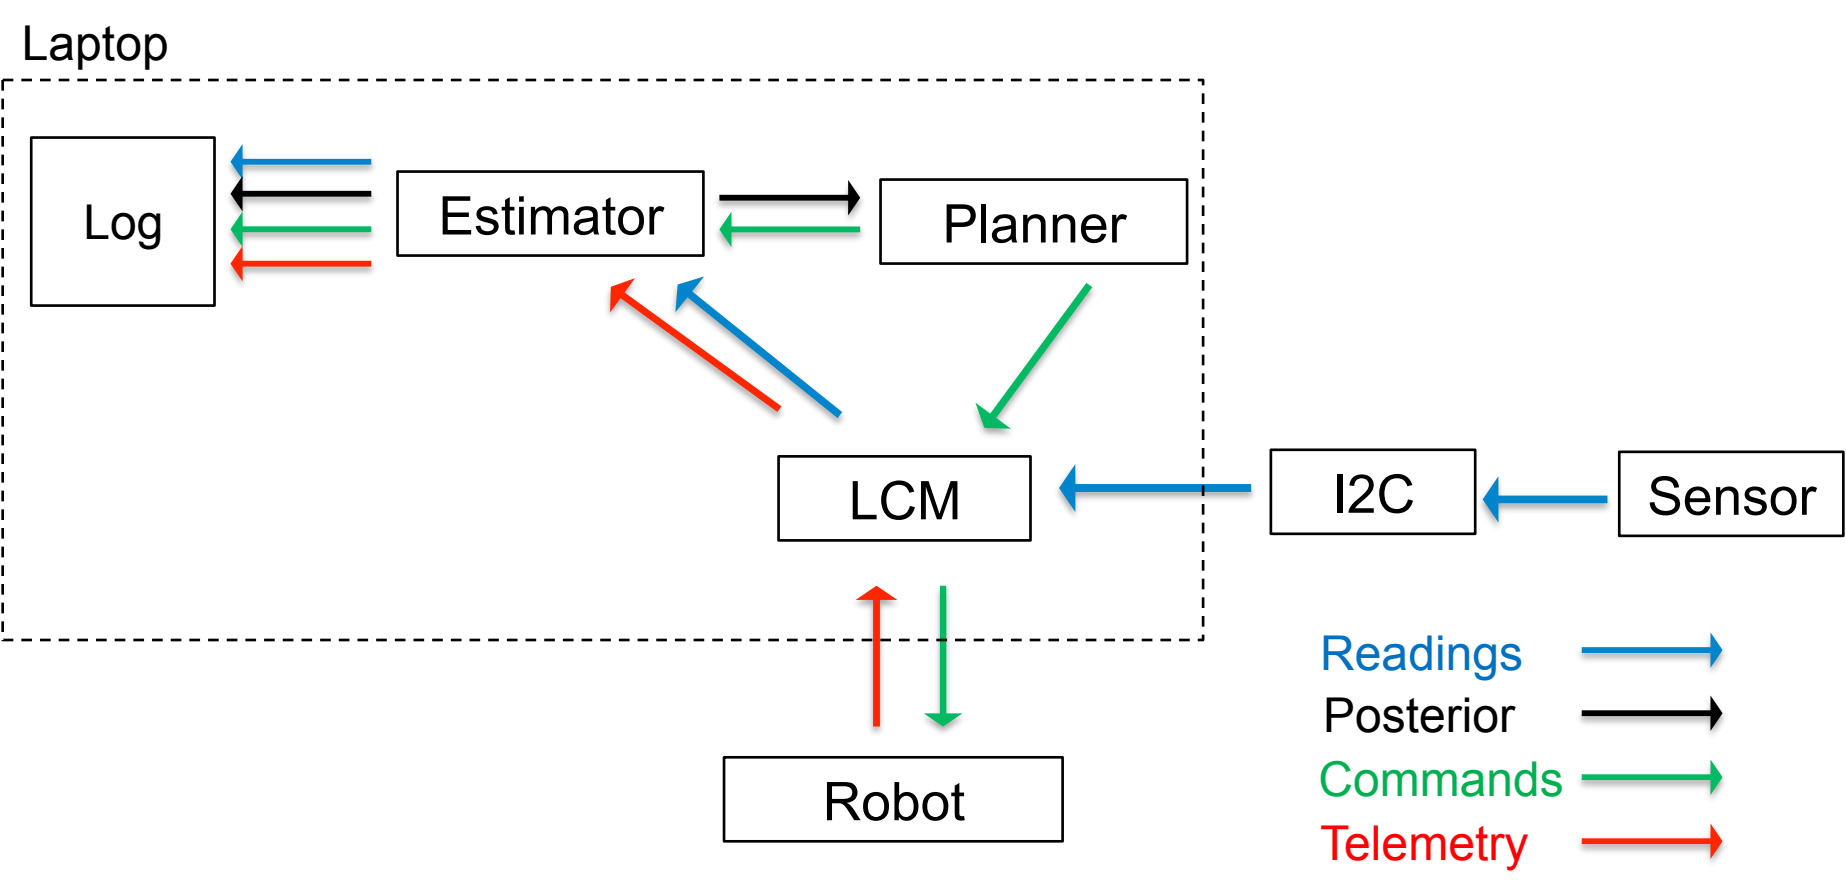 Laptop
Log
Estimator
Planner
LCM
I2C
Sensor
Robot
Readings
Posterior
Commands
Telemetry